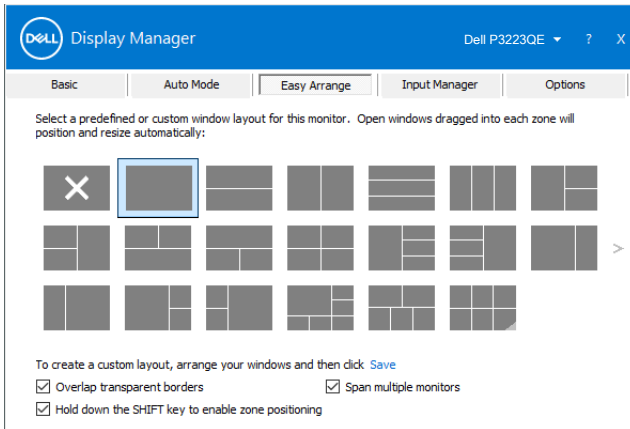 DELL Display Manager Dell P3223QE ? X
Basic Auto Mode Easy Arrange Input Manager Options
Select a predefined or custom window layout for this monitor. Open windows dragged into each zone will
position and resize automatically:
>
To create a custom layout, arrange your windows and then click Save
Overlap transparent borders Span multiple monitors
Hold down the SHIFT key to enable zone positioning